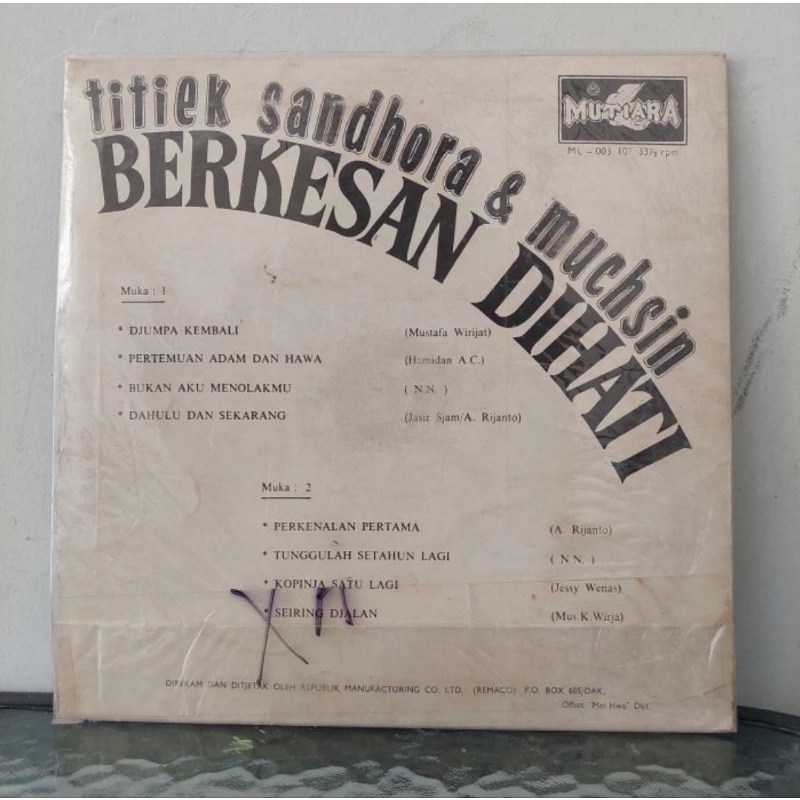 titiek sandhora & muchsin
BERKESAN DIHATI
MUTIARA
ML - 003 10" 33⅓ rpm
Muka : 1
* DJUMPA KEMBALI (Mustafa Wirijat)
* PERTEMUAN ADAM DAN HAWA (Hamidan A.C.)
* BUKAN AKU MENOLAKMU ( N.N. )
* DAHULU DAN SEKARANG (Jasir Sjam/A. Rijanto)
Muka : 2
* PERKENALAN PERTAMA (A. Rijanto)
* TUNGGULAH SETAHUN LAGI ( N N. )
* KOPINJA SATU LAGI (Jessy Wenas)
* SEIRING DJALAN (Mus.K.Wirja)
DIREKAM DAN DITJETAK OLEH REPUBLIK MANUFACTURING CO. LTD. (REMACO) P.O. BOX 605/DAK.
Offset "Mei Hwa" Dkt.